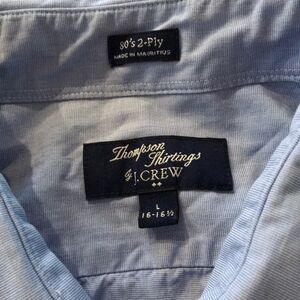 80's 2-Ply
MADE IN MAURITIUS
Thompson
Shirtings
by J.CREW
L
16-16½